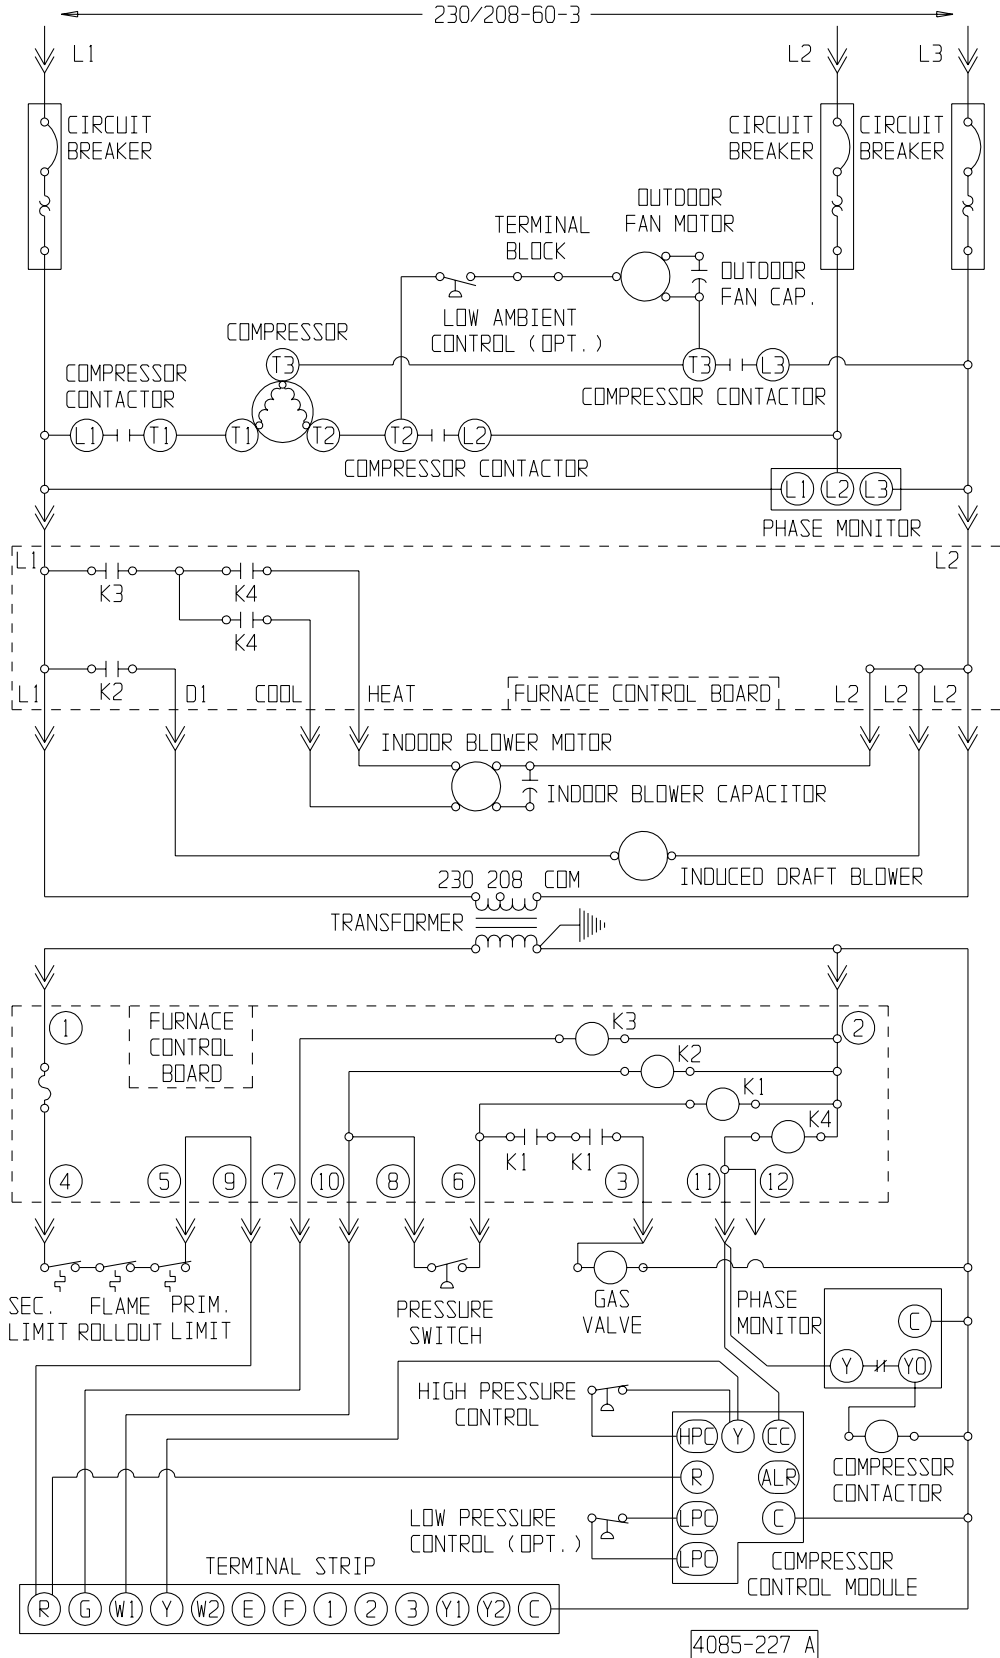 230/208-60-3
L1
L2
L3
CIRCUIT
BREAKER
CIRCUIT
BREAKER
CIRCUIT
BREAKER
OUTDOOR
FAN MOTOR
TERMINAL
BLOCK
OUTDOOR
FAN CAP.
LOW AMBIENT
CONTROL (OPT.)
COMPRESSOR
T3
T3
L3
COMPRESSOR
CONTACTOR
COMPRESSOR CONTACTOR
L1
T1
T1
T2
T2
L2
COMPRESSOR CONTACTOR
L1
L2
L3
PHASE MONITOR
L1
L2
K3
K4
K4
K2
L1
D1
COOL
HEAT
FURNACE CONTROL BOARD
L2
L2
L2
INDOOR BLOWER MOTOR
INDOOR BLOWER CAPACITOR
INDUCED DRAFT BLOWER
230 208 COM
TRANSFORMER
1
FURNACE
CONTROL
BOARD
K3
2
K2
K1
K4
K1
K1
4
5
9
7
10
8
6
3
11
12
SEC.
LIMIT
FLAME
ROLLOUT
PRIM.
LIMIT
PRESSURE
SWITCH
GAS
VALVE
PHASE
MONITOR
C
Y
YO
HIGH PRESSURE
CONTROL
HPC
Y
CC
R
ALR
COMPRESSOR
CONTACTOR
LOW PRESSURE
CONTROL (OPT.)
LPC
C
LPC
COMPRESSOR
CONTROL MODULE
TERMINAL STRIP
R
G
W1
Y
W2
E
F
1
2
3
Y1
Y2
C
4085-227 A